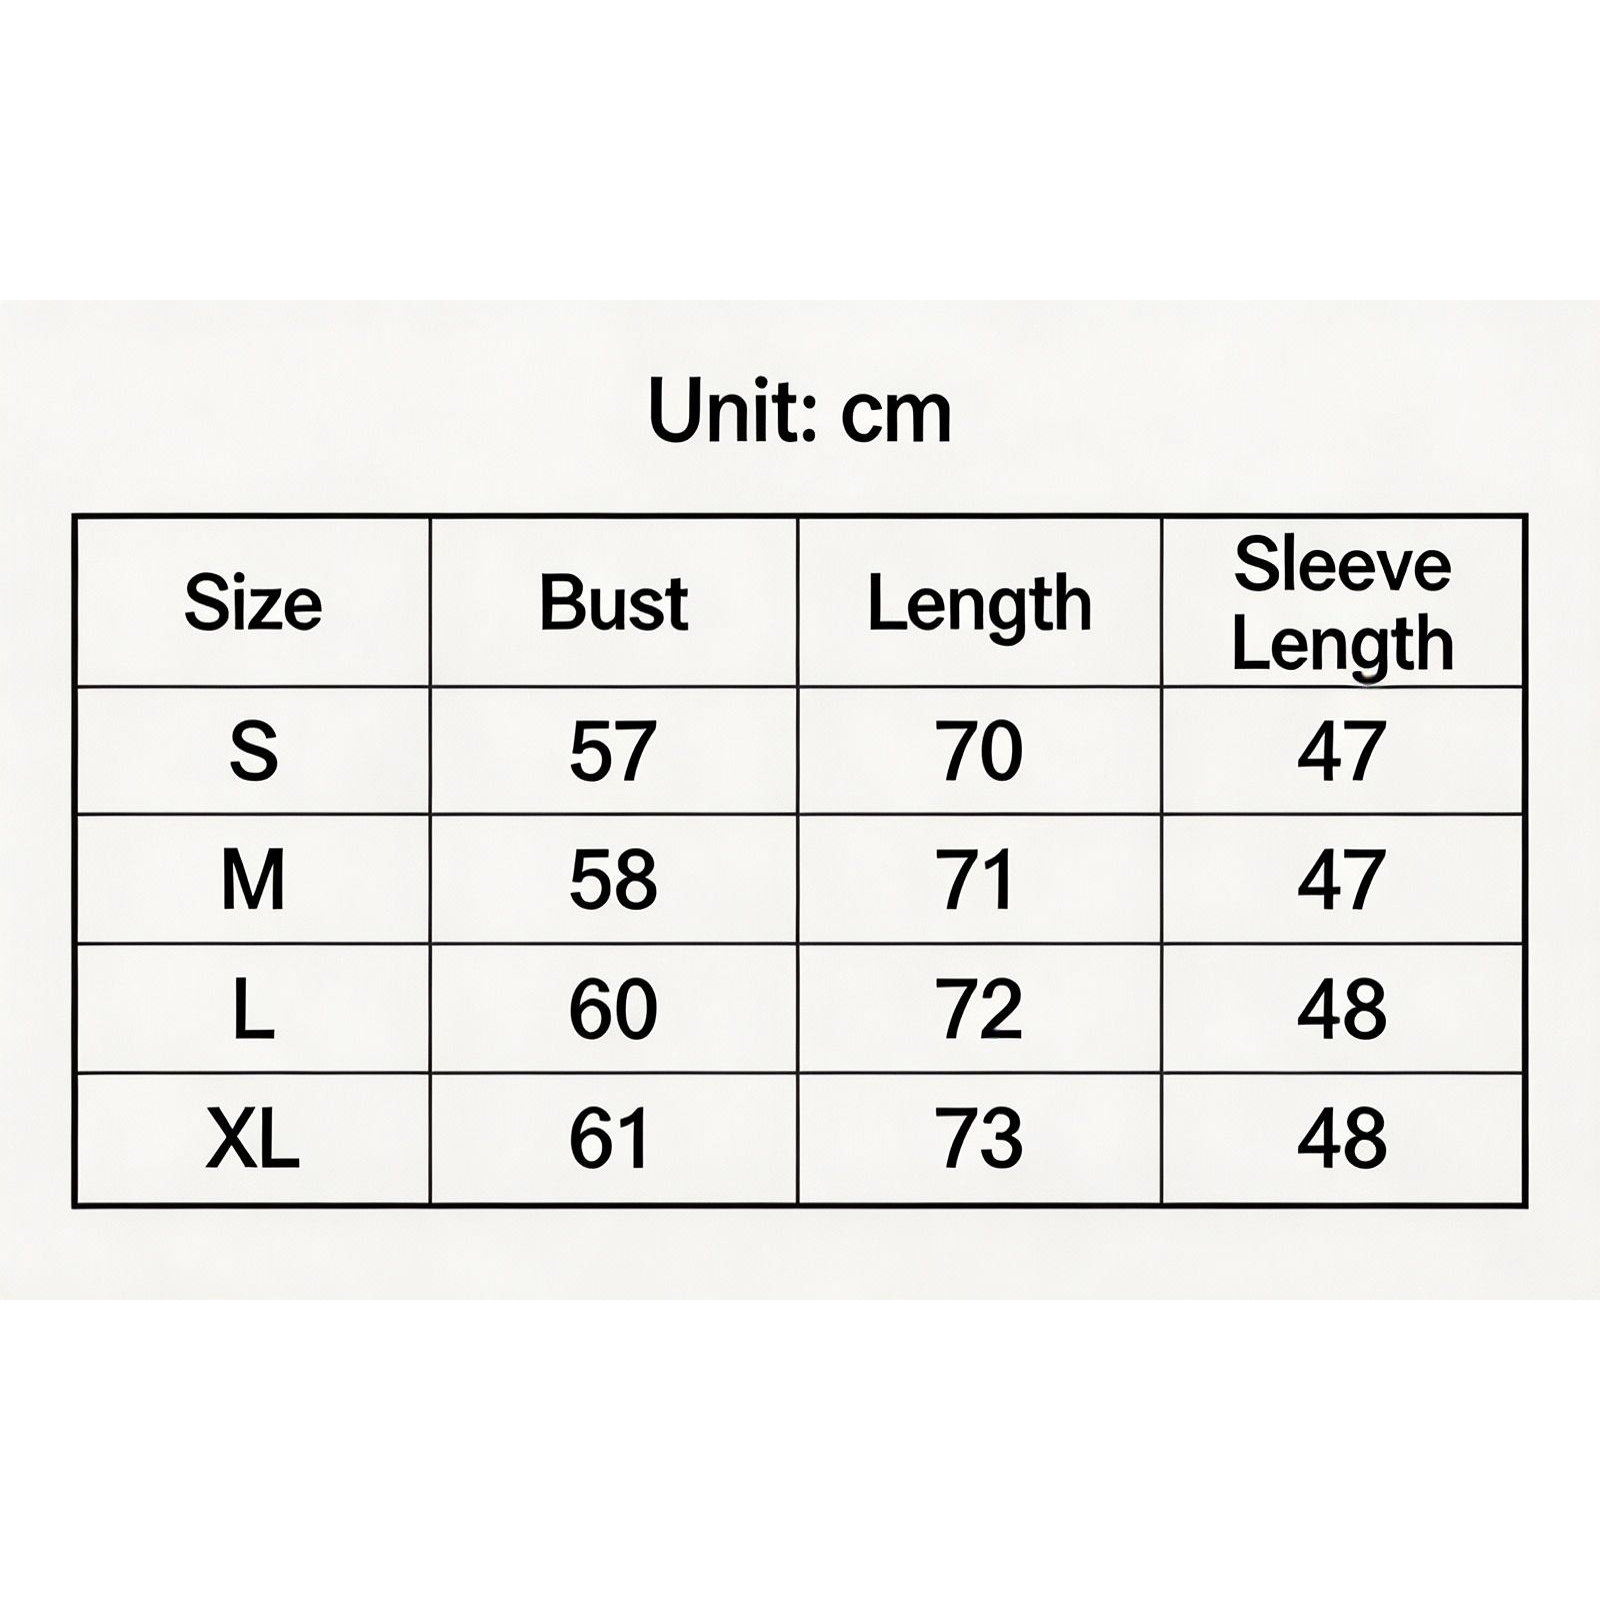 Unit: cm
Size Bust Length Sleeve Length
S 57 70 47
M 58 71 47
L 60 72 48
XL 61 73 48